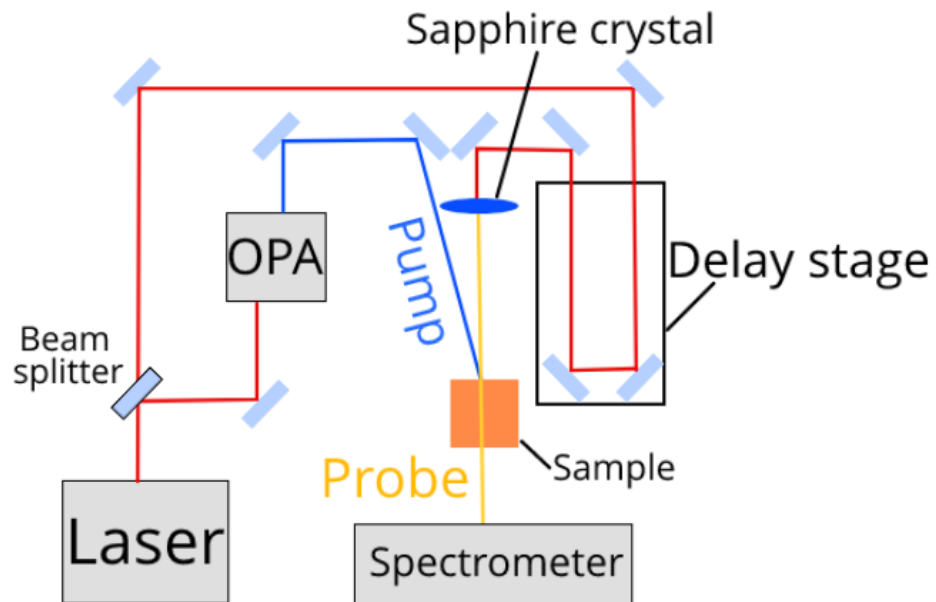 Sapphire crystal
OPA
Pump
Delay stage
Beam
splitter
Sample
Probe
Laser
Spectrometer